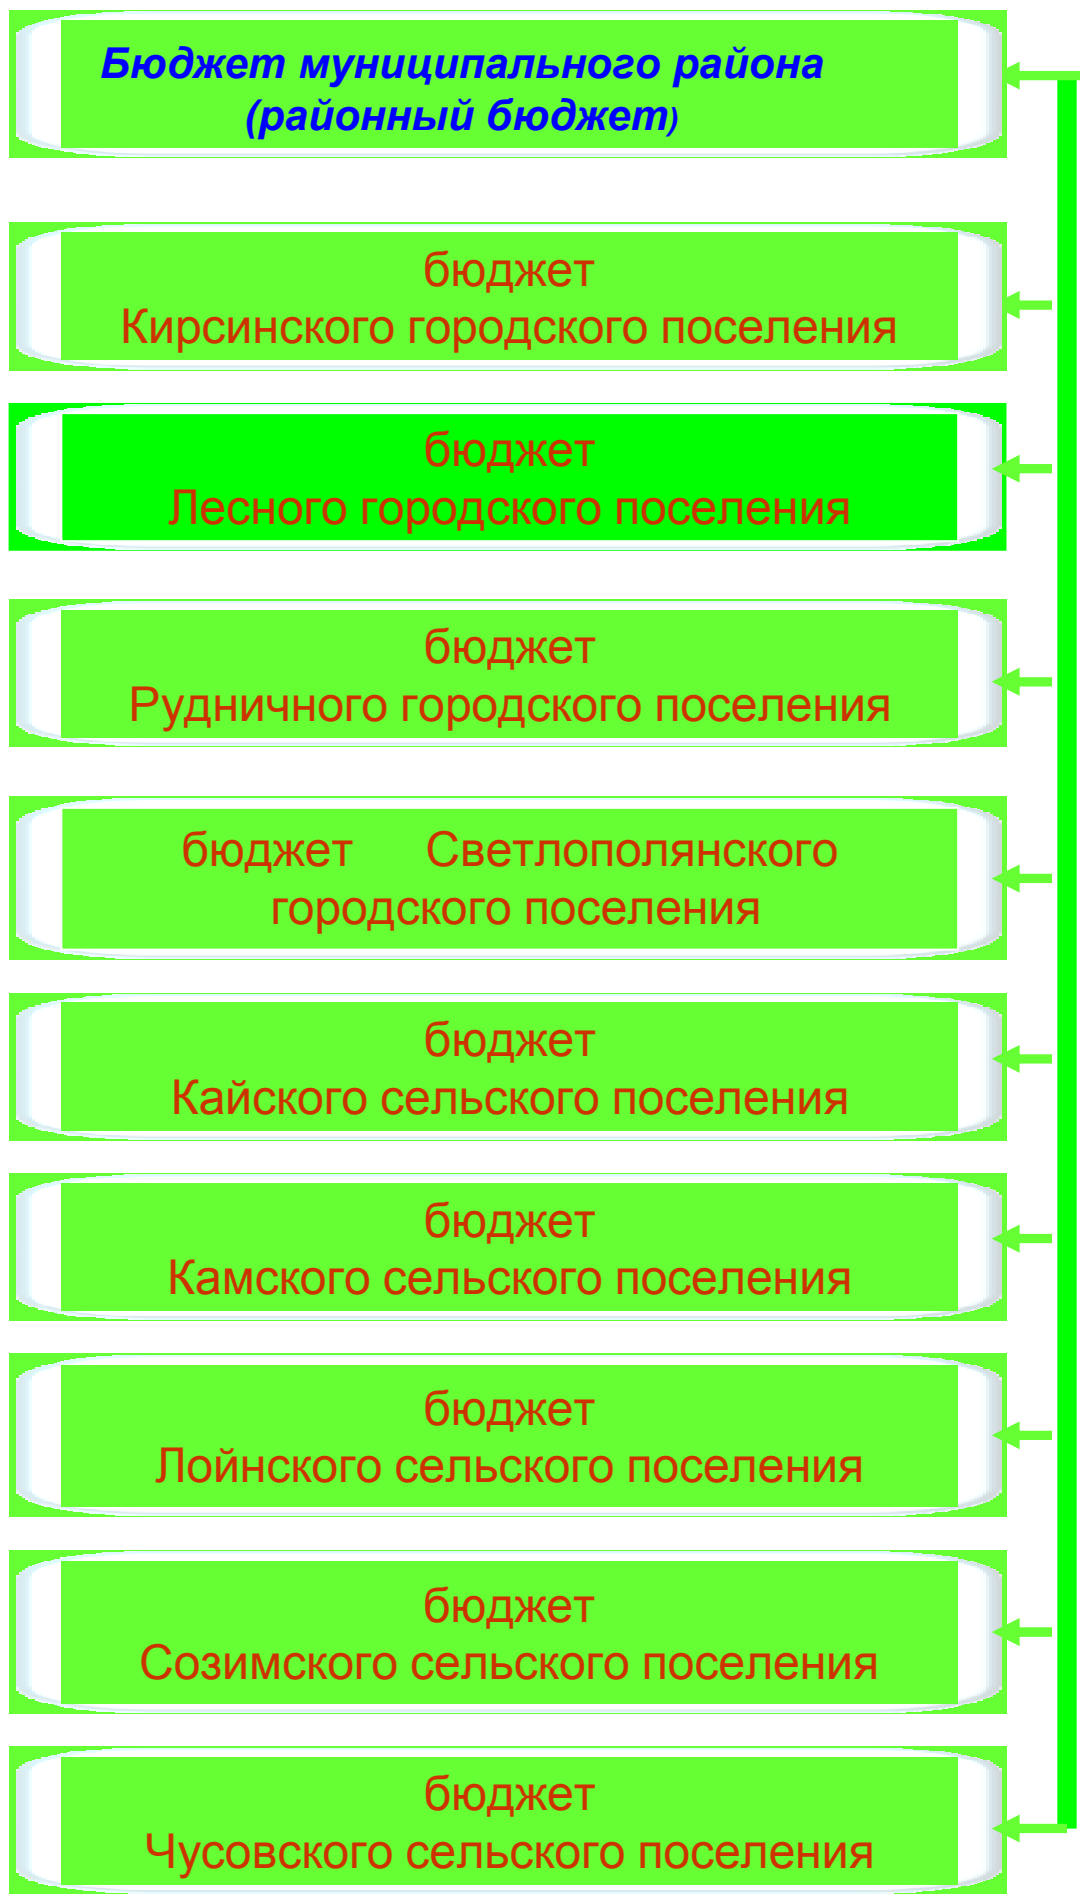 Бюджет муниципального района
(районный бюджет)
бюджет
Кирсинского городского поселения
бюджет
Лесного городского поселения
бюджет
Рудничного городского поселения
бюджет Светлополянского
городского поселения
бюджет
Кайского сельского поселения
бюджет
Камского сельского поселения
бюджет
Лойнского сельского поселения
бюджет
Созимского сельского поселения
бюджет
Чусовского сельского поселения